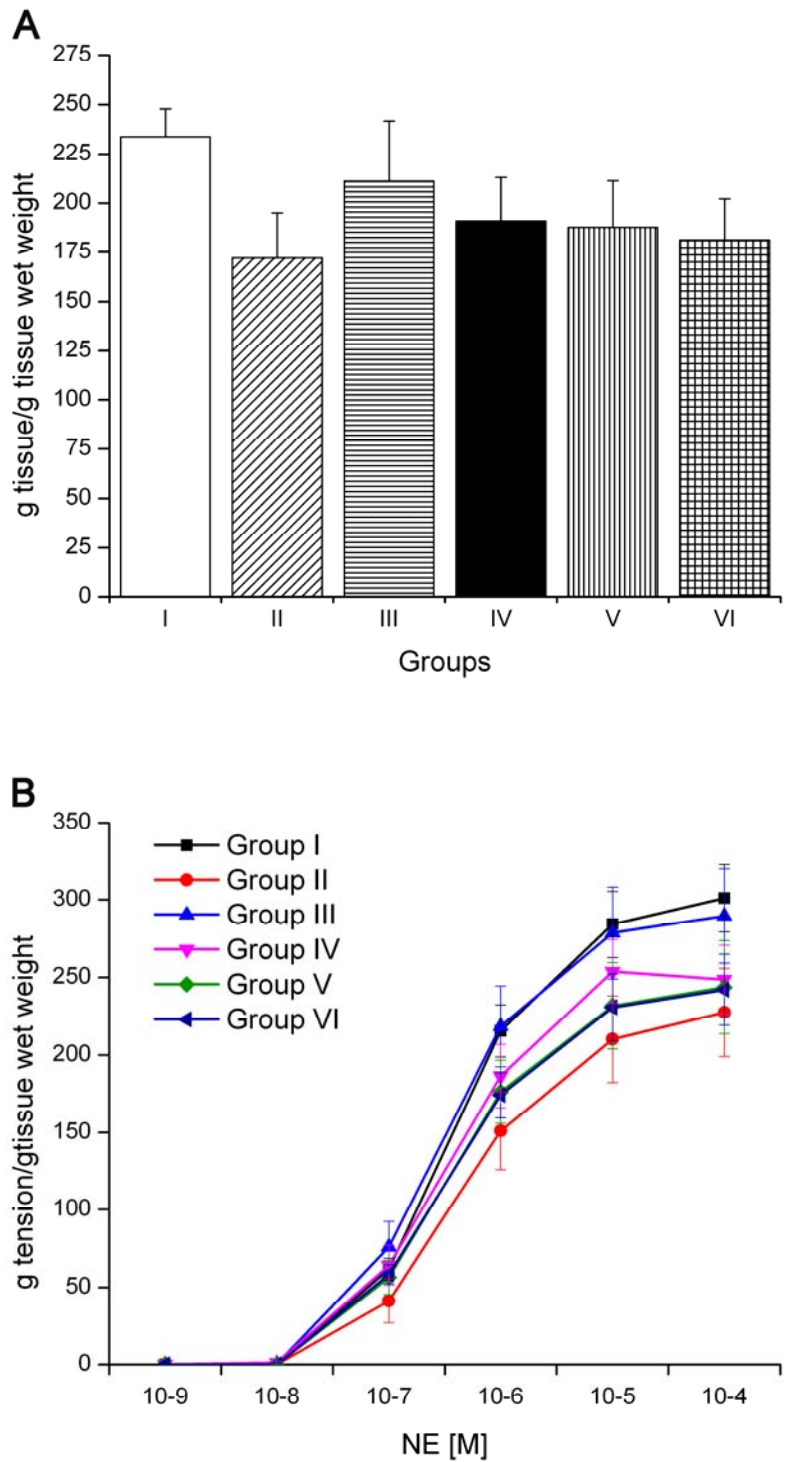 A
g tissue/g tissue wet weight
275
250
225
200
175
150
125
100
75
50
25
0
I II III IV V VI
Groups
B
g tension/gtissue wet weight
350
300
250
200
150
100
50
0
Group I
Group II
Group III
Group IV
Group V
Group VI
10-9 10-8 10-7 10-6 10-5 10-4
NE [M]